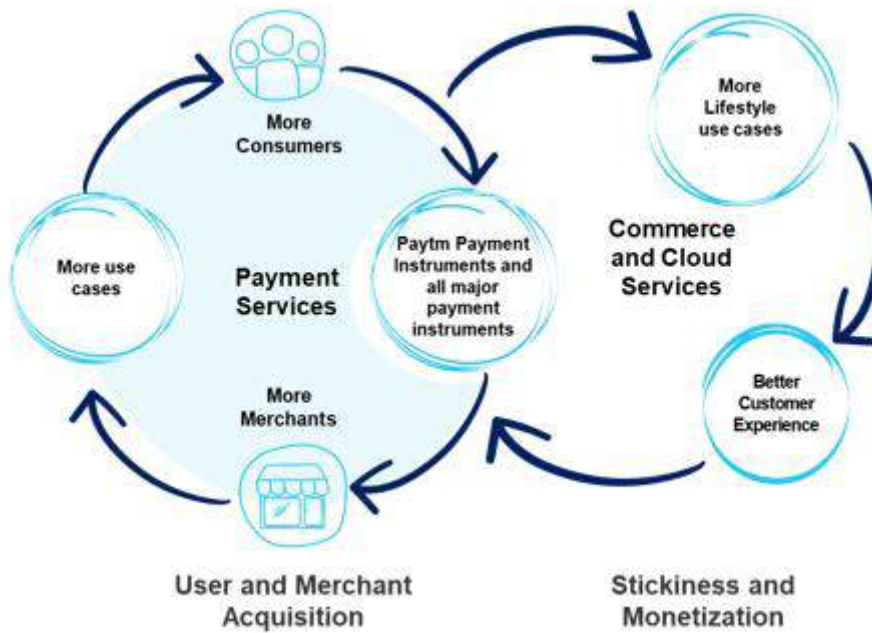 More
Consumers
More
Lifestyle
use cases
More use
cases
Payment
Services
Paytm Payment
Instruments and
all major
payment
instruments
Commerce
and Cloud
Services
More
Merchants
Better
Customer
Experience
User and Merchant
Acquisition
Stickiness and
Monetization